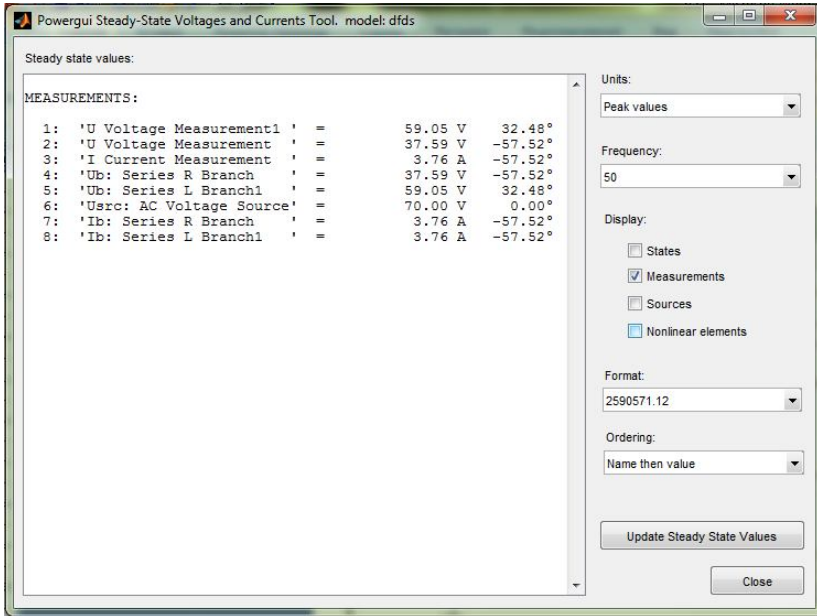 Powergui Steady-State Voltages and Currents Tool. model: dfds
Steady state values:
MEASUREMENTS:
1: 'U Voltage Measurement1 ' = 59.05 V 32.48°
2: 'U Voltage Measurement ' = 37.59 V -57.52°
3: 'I Current Measurement ' = 3.76 A -57.52°
4: 'Ub: Series R Branch ' = 37.59 V -57.52°
5: 'Ub: Series L Branch1 ' = 59.05 V 32.48°
6: 'Usrc: AC Voltage Source' = 70.00 V 0.00°
7: 'Ib: Series R Branch ' = 3.76 A -57.52°
8: 'Ib: Series L Branch1 ' = 3.76 A -57.52°
Units:
Peak values
Frequency:
50
Display:
States
Measurements
Sources
Nonlinear elements
Format:
2590571.12
Ordering:
Name then value
Update Steady State Values
Close